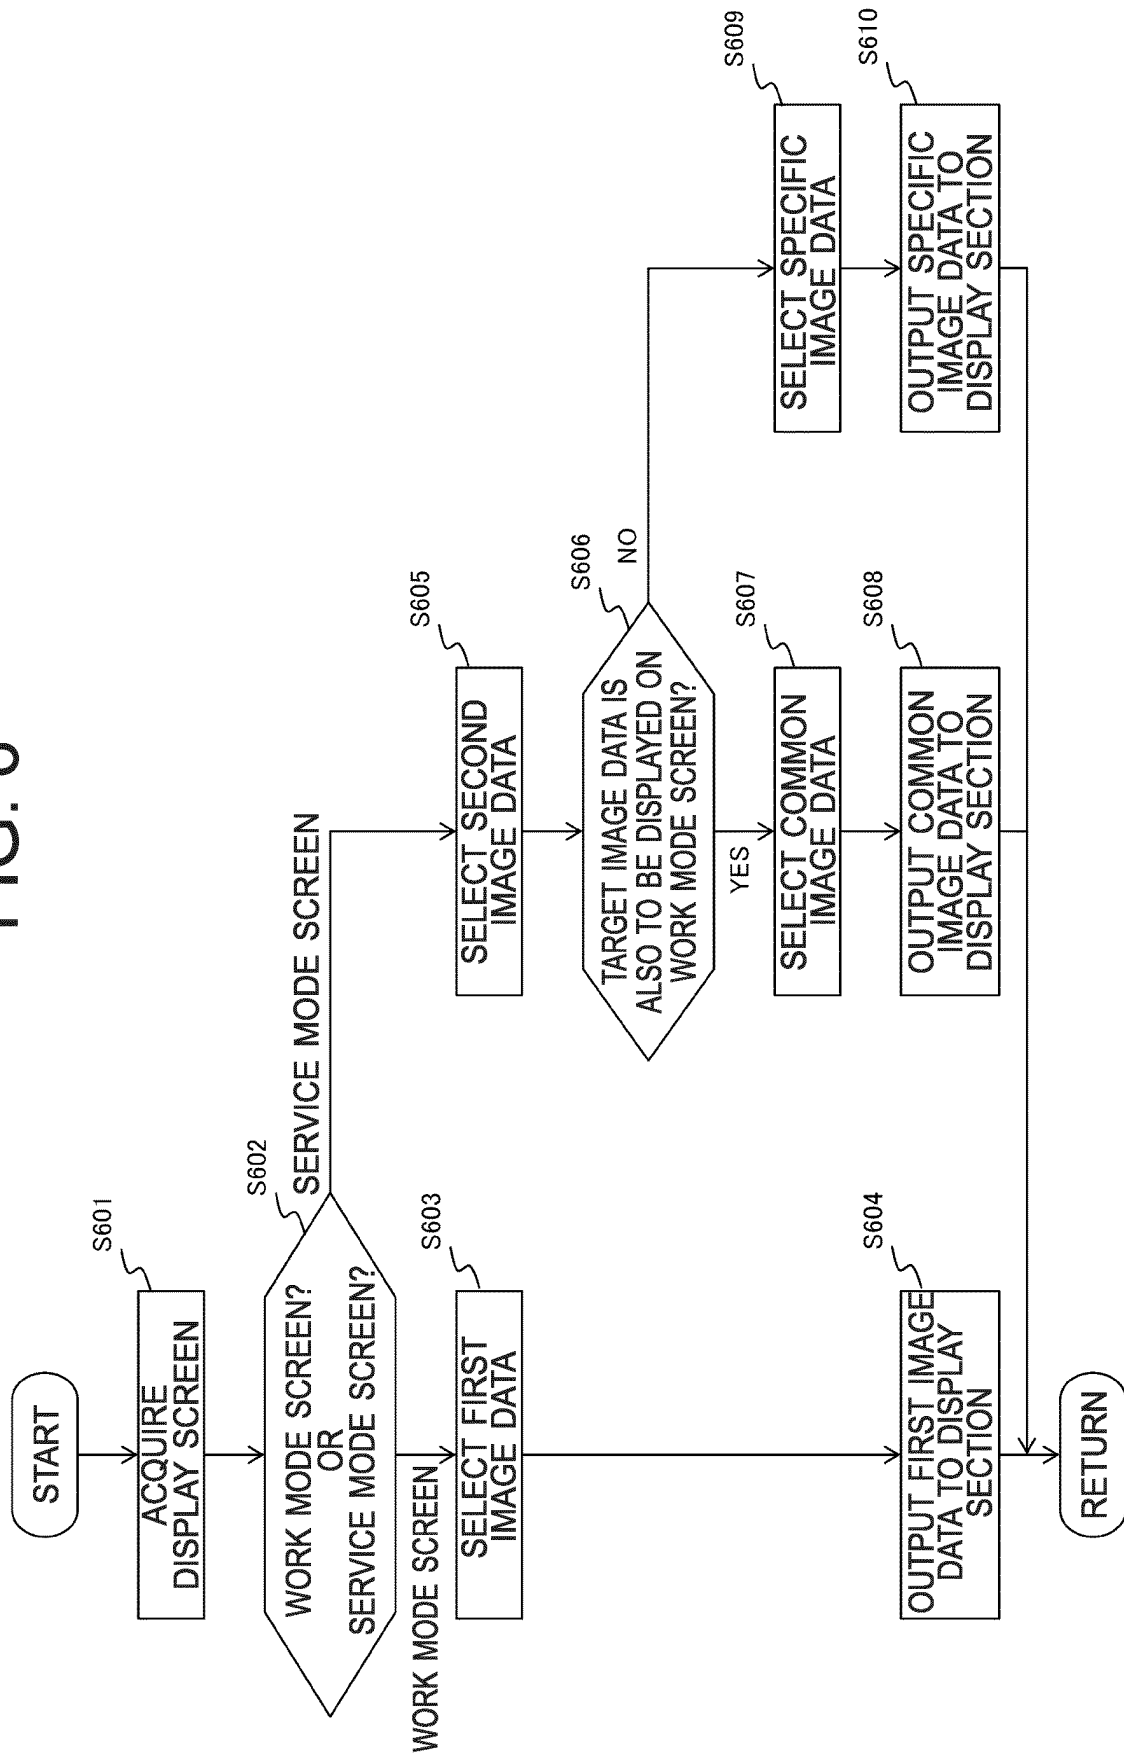 FIG.
START
S601
ACQUIRE
DISPLAY SCREEN
S602
WORK MODE SCREEN?
OR
SERVICE MODE SCREEN?
SERVICE MODE SCREEN
WORK MODE SCREEN
S603
SELECT FIRST
IMAGE DATA
S604
OUTPUT FIRST IMAGE
DATA TO DISPLAY
SECTION
S605
SELECT SECOND
IMAGE DATA
S606
TARGET IMAGE DATA IS
ALSO TO BE DISPLAYED ON
WORK MODE SCREEN?
NO
YES
S607
SELECT COMMON
IMAGE DATA
S608
OUTPUT COMMON
IMAGE DATA TO
DISPLAY SECTION
S609
SELECT SPECIFIC
IMAGE DATA
S610
OUTPUT SPECIFIC
IMAGE DATA TO
DISPLAY SECTION
RETURN